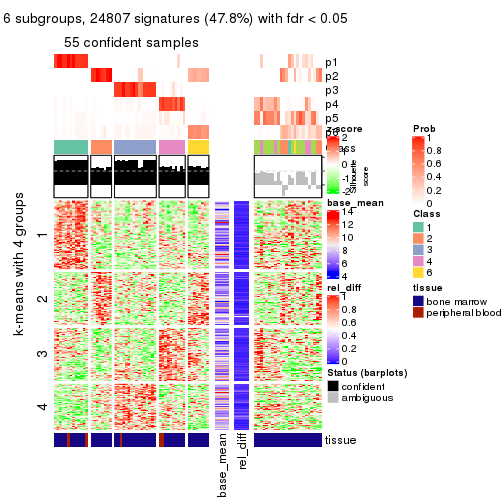 6 subgroups, 24807 signatures (47.8%) with fdr < 0.05
55 confident samples
p1
p2
p3
p4
p5
Class
Silhouette
score
k-means with 4 groups
1
2
3
4
tissue
base_mean
rel_diff
z-score
2
1
0
-1
-2
base_mean
14
12
10
8
6
4
rel_diff
1
0.8
0.6
0.4
0.2
0
Status (barplots)
confident
ambiguous
Prob
1
0.8
0.6
0.4
0.2
0
Class
1
2
3
4
6
tissue
bone marrow
peripheral blood